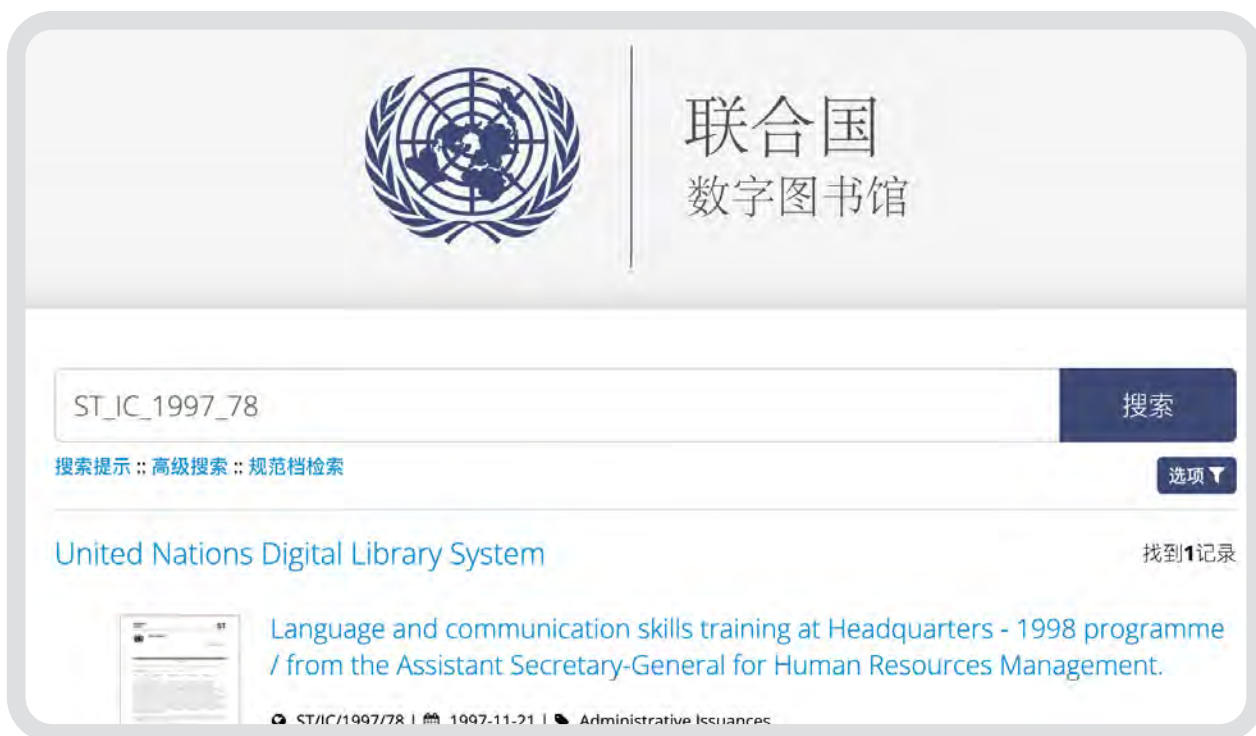 联合国
数字图书馆
ST_IC_1997_78
搜索
搜索提示 :: 高级搜索 :: 规范档检索
选项
United Nations Digital Library System
找到1记录
ST
Language and communication skills training at Headquarters - 1998 programme
/ from the Assistant Secretary-General for Human Resources Management.
ST/IC/1997/78 | 1997-11-21 | Administrative Issuances